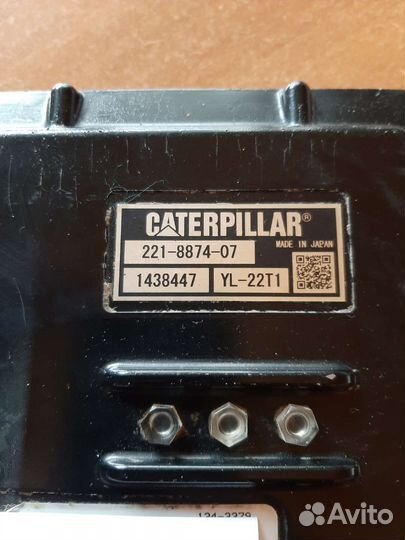 CATERPILLAR®
MADE IN JAPAN
221-8874-07
1438447 YL-22T1
Avito